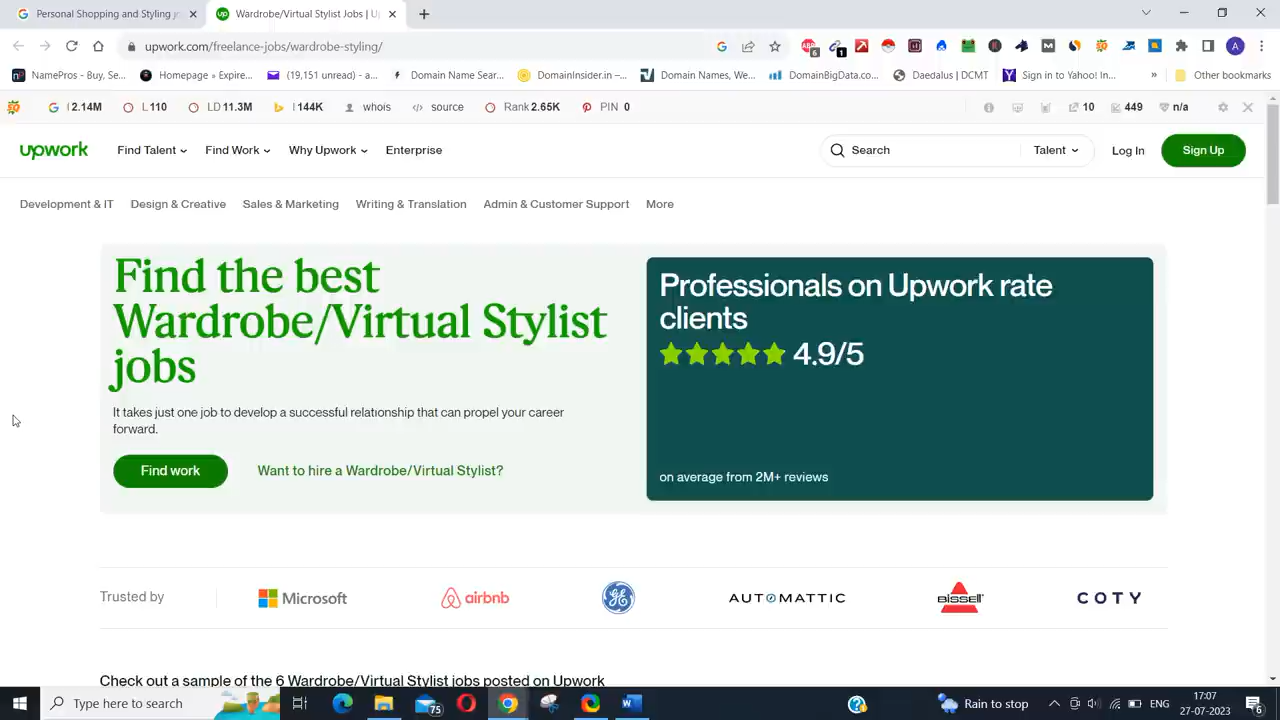 Personal Shopping and Styling jo
Wardrobe/Virtual Stylist Jobs | U
upwork.com/freelance-jobs/wardrobe-styling/
NamePros - Buy, Se...
Homepage » Expire...
(19,151 unread) - a...
Domain Name Sear...
DomainInsider.in –...
Domain Names, We...
DomainBigData.co...
Daedalus | DCMT
Sign in to Yahoo! In...
»
Other bookmarks
I 2.14M
L 110
LD 11.3M
I 144K
whois
source
Rank 2.65K
PIN 0
10
449
n/a
upwork
Find Talent
Find Work
Why Upwork
Enterprise
Search
Talent
Log In
Sign Up
Development & IT
Design & Creative
Sales & Marketing
Writing & Translation
Admin & Customer Support
More
Find the best
Wardrobe/Virtual Stylist
jobs
It takes just one job to develop a successful relationship that can propel your career
forward.
Find work
Want to hire a Wardrobe/Virtual Stylist?
Professionals on Upwork rate
clients
4.9/5
on average from 2M+ reviews
Trusted by
Microsoft
airbnb
AUTOMATTIC
BISSELL
COTY
Check out a sample of the 6 Wardrobe/Virtual Stylist jobs posted on Upwork
Type here to search
75
Rain to stop
ENG
17:07
27-07-2023
6